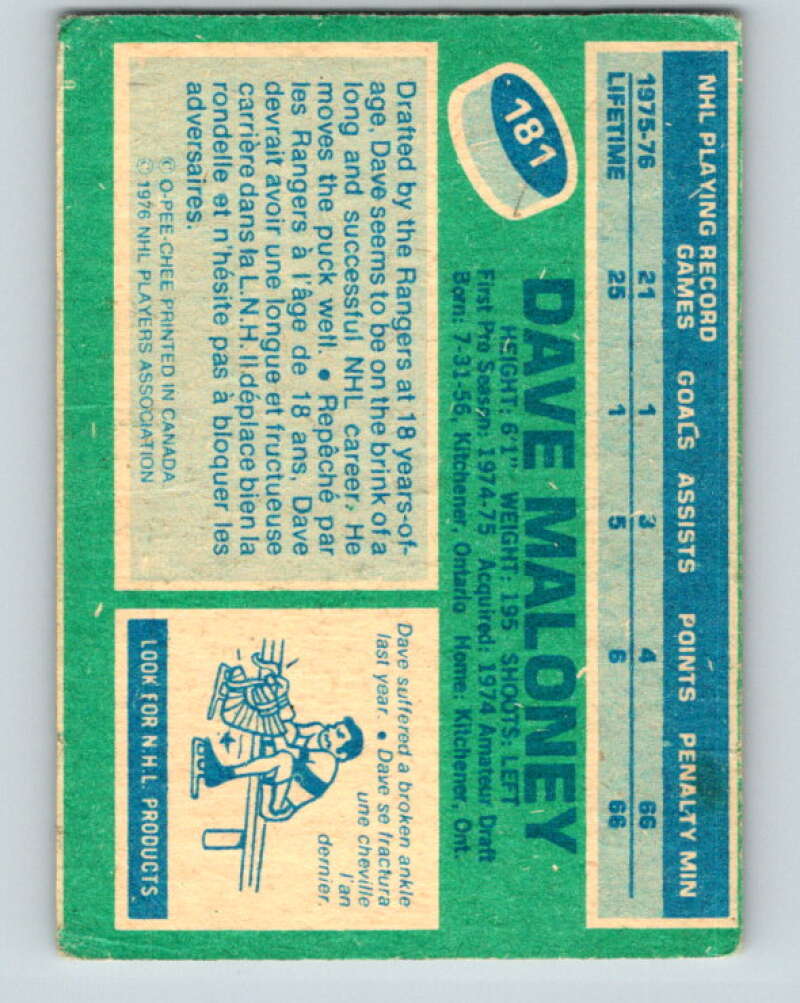 NHL PLAYING RECORD
GAMES GOALS ASSISTS POINTS PENALTY MIN
1975-76 21 1 3 4 66
LIFETIME 25 1 5 6 66
181
DAVE MALONEY
HEIGHT: 6'1" WEIGHT: 195 SHOOTS: LEFT
First Pro Season: 1974-75 Acquired: 1974 Amateur Draft
Born: 7-31-56, Kitchener, Ontario Home: Kitchener, Ont.
Drafted by the Rangers at 18 years-of-
age, Dave seems to be on the brink of a
long and successful NHL career. He
moves the puck well. • Repêché par
les Rangers à l'âge de 18 ans, Dave
devrait avoir une longue et fructueuse
carrière dans la L.N.H. Il déplace bien la
rondelle et n'hésite pas à bloquer les
adversaires.
© O-PEE-CHEE PRINTED IN CANADA
© 1976 NHL PLAYERS ASSOCIATION
Dave suffered a broken ankle
last year. • Dave se fractura
une cheville
l'an
dernier.
LOOK FOR N.H.L. PRODUCTS